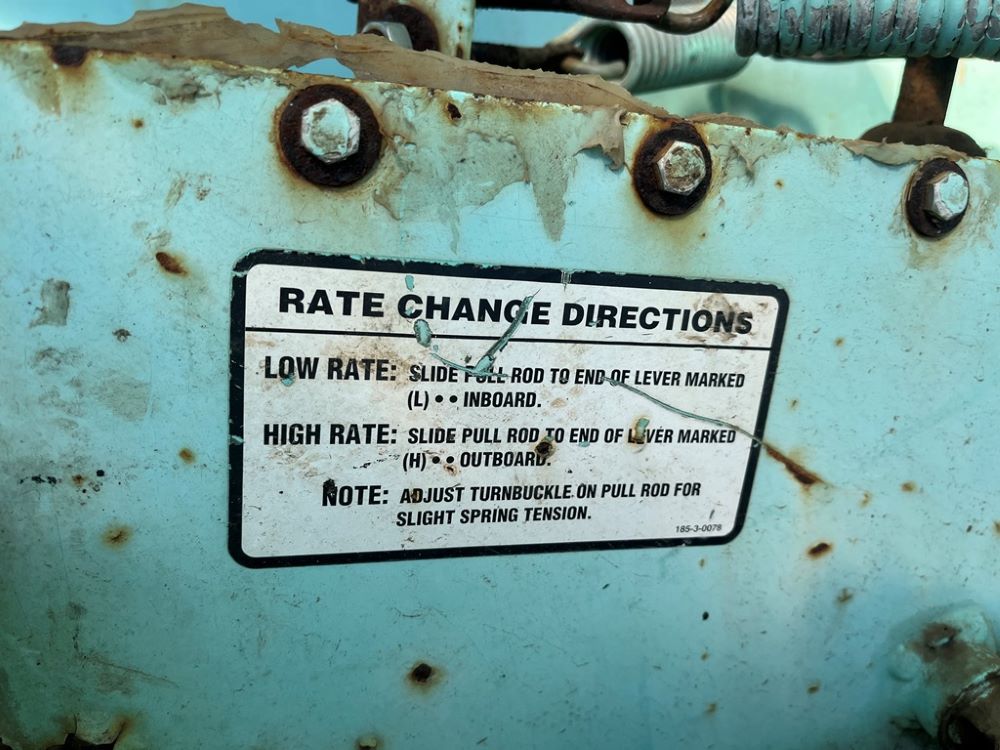 RATE CHANGE DIRECTIONS
LOW RATE: SLIDE PULL ROD TO END OF LEVER MARKED
(L) •• INBOARD.
HIGH RATE: SLIDE PULL ROD TO END OF LEVER MARKED
(H) •• OUTBOARD.
NOTE: ADJUST TURNBUCKLE ON PULL ROD FOR
SLIGHT SPRING TENSION.
185-3-0078